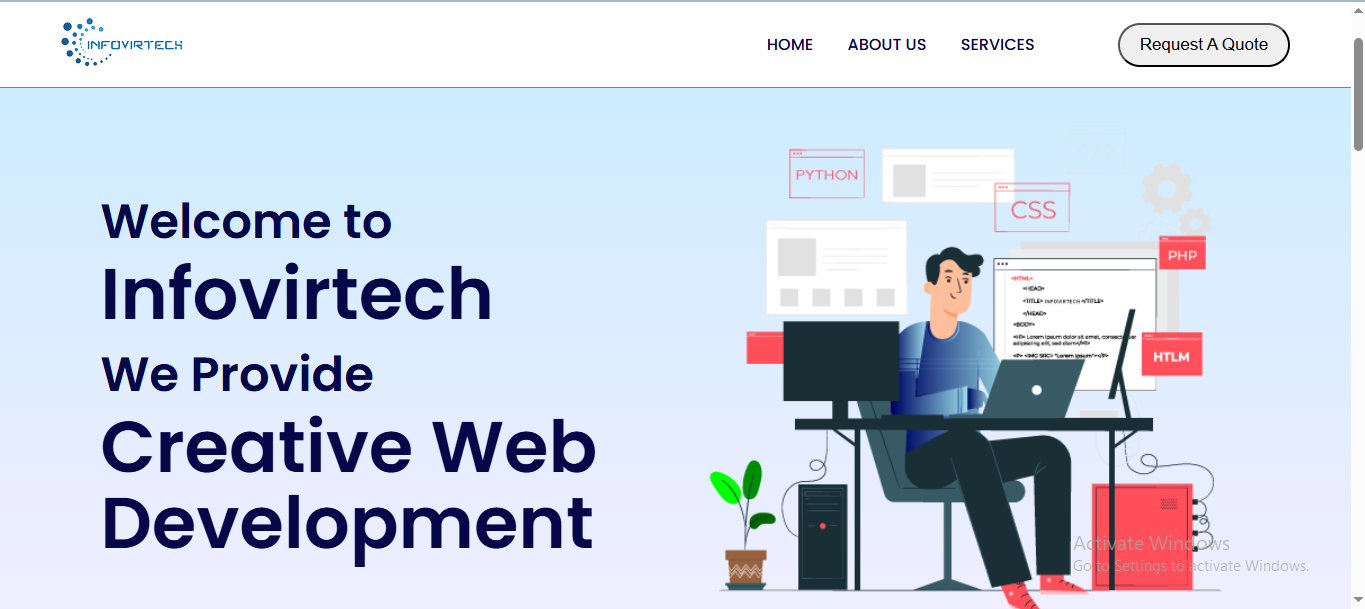 INFOVIRTECH
HOME ABOUT US SERVICES Request A Quote
Welcome to
Infovirtech
We Provide
Creative Web
Development
PYTHON
CSS
PHP
<HTML>
<HEAD>
<TITLE> INFOVIRTECH </TITLE>
</HEAD>
<BODY>
<H1> Lorem ipsum dolor sit amet, consectetuer
adipiscing elit, sed diam</H1>
<P> <IMG SRC= "Lorem ipsum"></P>
HTLM
Activate Windows
Go to Settings to activate Windows.